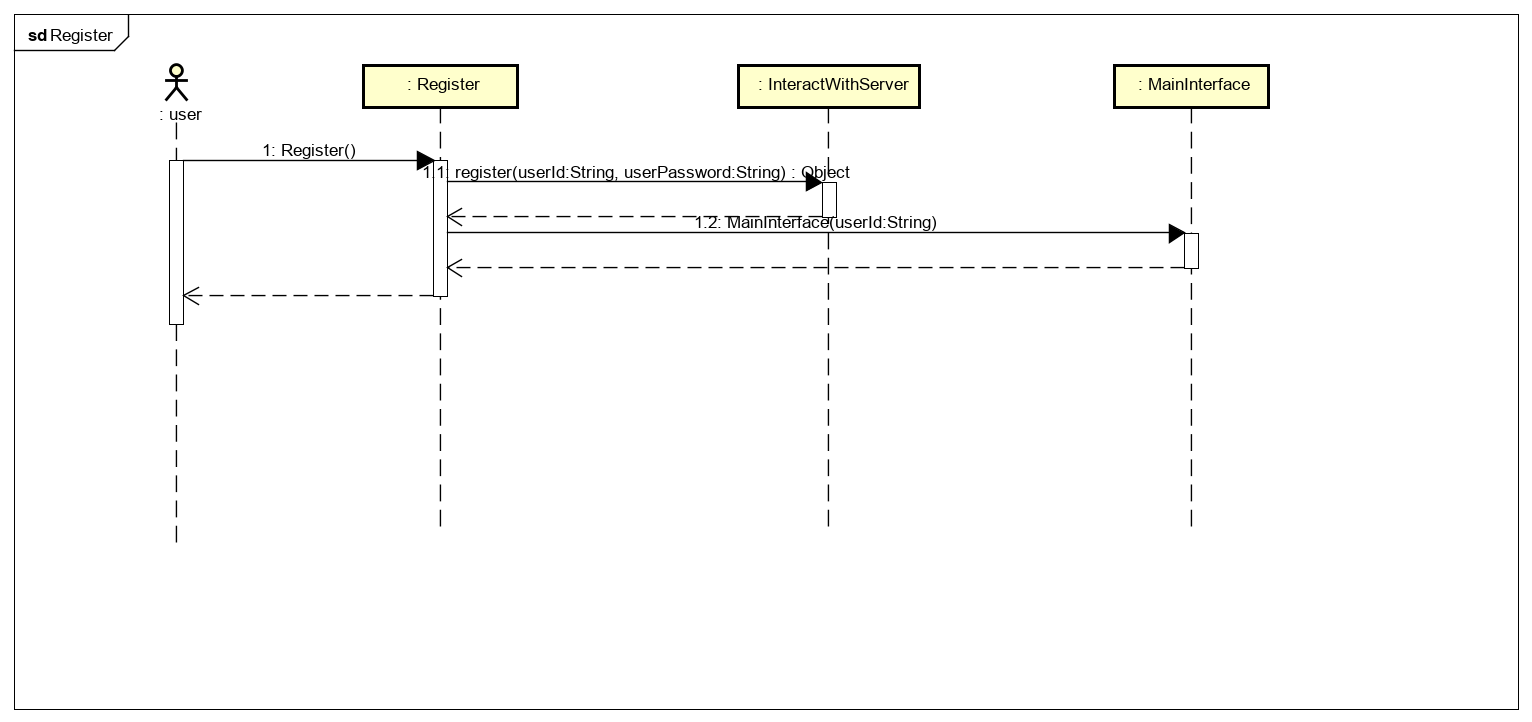 sd Register
: user
: Register
: InteractWithServer
: MainInterface
1: Register()
1.1: register(userId:String, userPassword:String) : Object
1.2: MainInterface(userId:String)